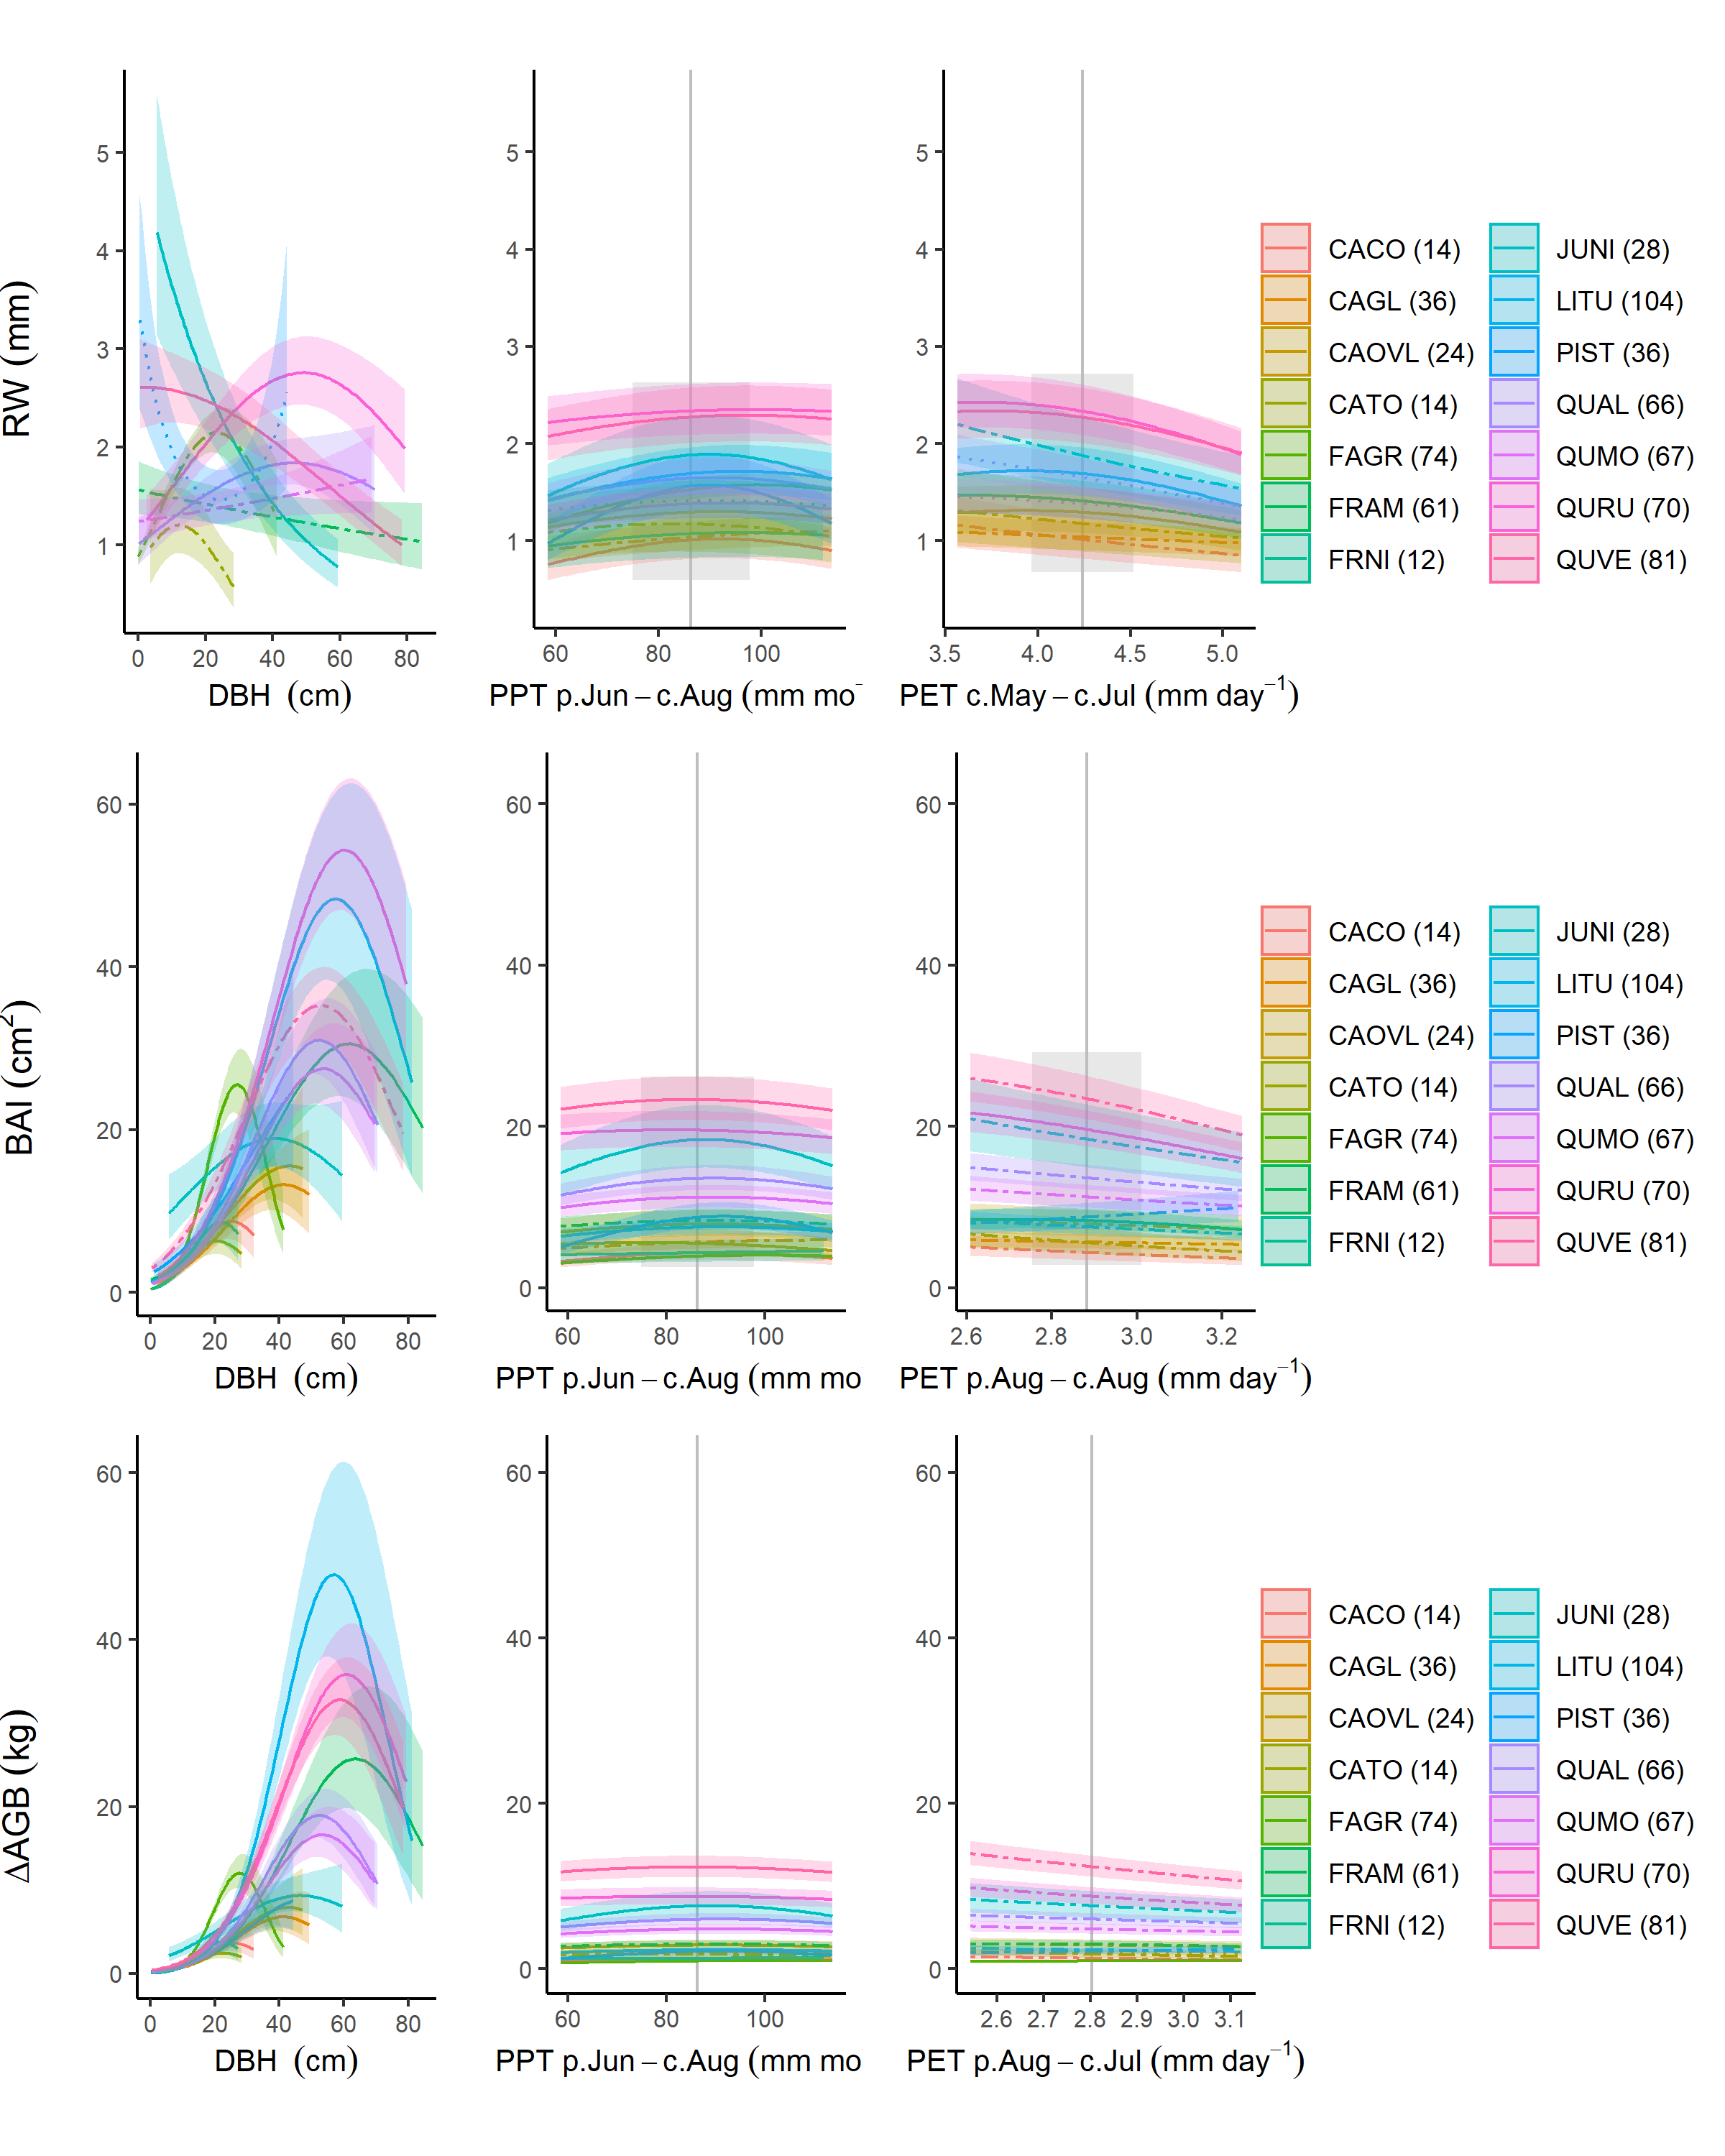 RW (mm)
5
4
3
2
1
0 20 40 60 80
DBH (cm)
5
4
3
2
1
60 80 100
PPT p.Jun – c.Aug (mm mo⁻
5
4
3
2
1
3.5 4.0 4.5 5.0
PET c.May – c.Jul (mm day⁻¹)
CACO (14)
CAGL (36)
CAOVL (24)
CATO (14)
FAGR (74)
FRAM (61)
FRNI (12)
JUNI (28)
LITU (104)
PIST (36)
QUAL (66)
QUMO (67)
QURU (70)
QUVE (81)
BAI (cm²)
60
40
20
0
0 20 40 60 80
DBH (cm)
60
40
20
0
60 80 100
PPT p.Jun – c.Aug (mm mo
60
40
20
0
2.6 2.8 3.0 3.2
PET p.Aug – c.Aug (mm day⁻¹)
CACO (14)
CAGL (36)
CAOVL (24)
CATO (14)
FAGR (74)
FRAM (61)
FRNI (12)
JUNI (28)
LITU (104)
PIST (36)
QUAL (66)
QUMO (67)
QURU (70)
QUVE (81)
ΔAGB (kg)
60
40
20
0
0 20 40 60 80
DBH (cm)
60
40
20
0
60 80 100
PPT p.Jun – c.Aug (mm mo
60
40
20
0
2.6 2.7 2.8 2.9 3.0 3.1
PET p.Aug – c.Jul (mm day⁻¹)
CACO (14)
CAGL (36)
CAOVL (24)
CATO (14)
FAGR (74)
FRAM (61)
FRNI (12)
JUNI (28)
LITU (104)
PIST (36)
QUAL (66)
QUMO (67)
QURU (70)
QUVE (81)